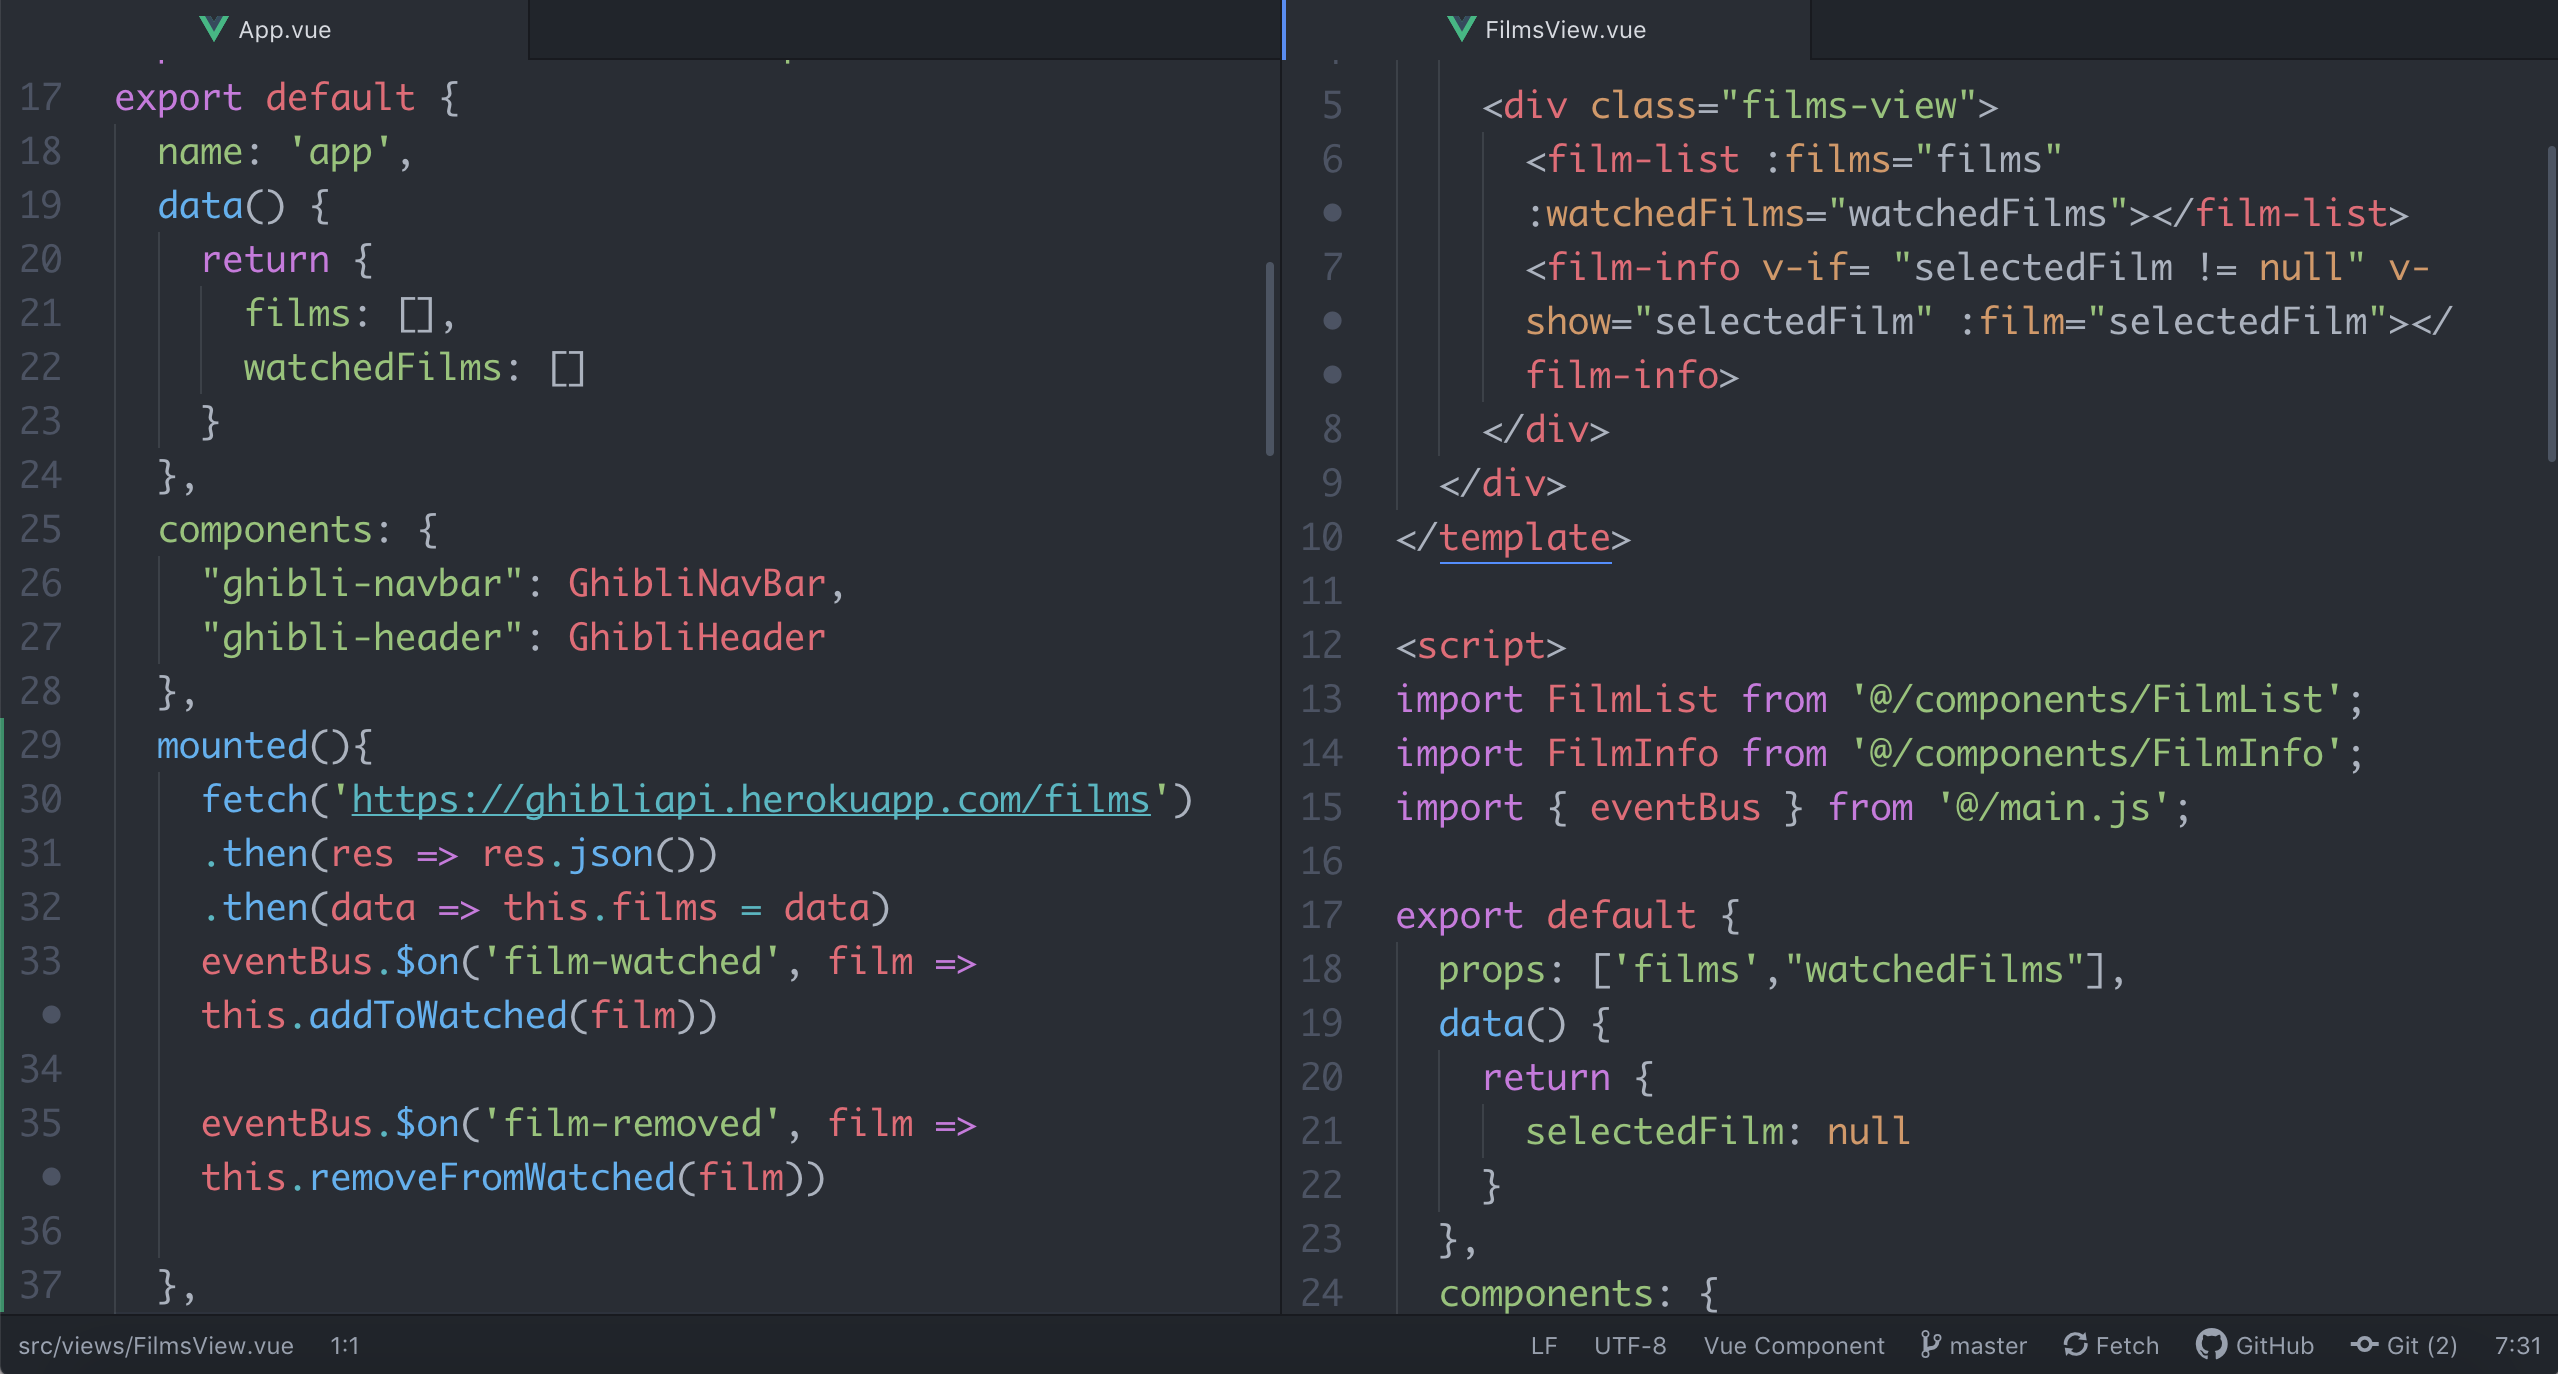 App.vue
17 export default {
18 name: 'app',
19 data() {
20 return {
21 films: [],
22 watchedFilms: []
23 }
24 },
25 components: {
26 "ghibli-navbar": GhibliNavBar,
27 "ghibli-header": GhibliHeader
28 },
29 mounted(){
30 fetch('https://ghibliapi.herokuapp.com/films')
31 .then(res => res.json())
32 .then(data => this.films = data)
33 eventBus.$on('film-watched', film =>
• this.addToWatched(film))
34
35 eventBus.$on('film-removed', film =>
• this.removeFromWatched(film))
36
37 },
FilmsView.vue
5 <div class="films-view">
6 <film-list :films="films"
• :watchedFilms="watchedFilms"></film-list>
7 <film-info v-if= "selectedFilm != null" v-
• show="selectedFilm" :film="selectedFilm"></
• film-info>
8 </div>
9 </div>
10 </template>
11
12 <script>
13 import FilmList from '@/components/FilmList';
14 import FilmInfo from '@/components/FilmInfo';
15 import { eventBus } from '@/main.js';
16
17 export default {
18 props: ['films',"watchedFilms"],
19 data() {
20 return {
21 selectedFilm: null
22 }
23 },
24 components: {
src/views/FilmsView.vue 1:1 LF UTF-8 Vue Component master Fetch GitHub Git (2) 7:31